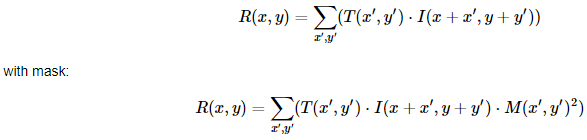 R(x, y) = ∑(T(x′, y′) · I(x + x′, y + y′))
x′,y′
with mask:
R(x, y) = ∑(T(x′, y′) · I(x + x′, y + y′) · M(x′, y′)²)
x′,y′